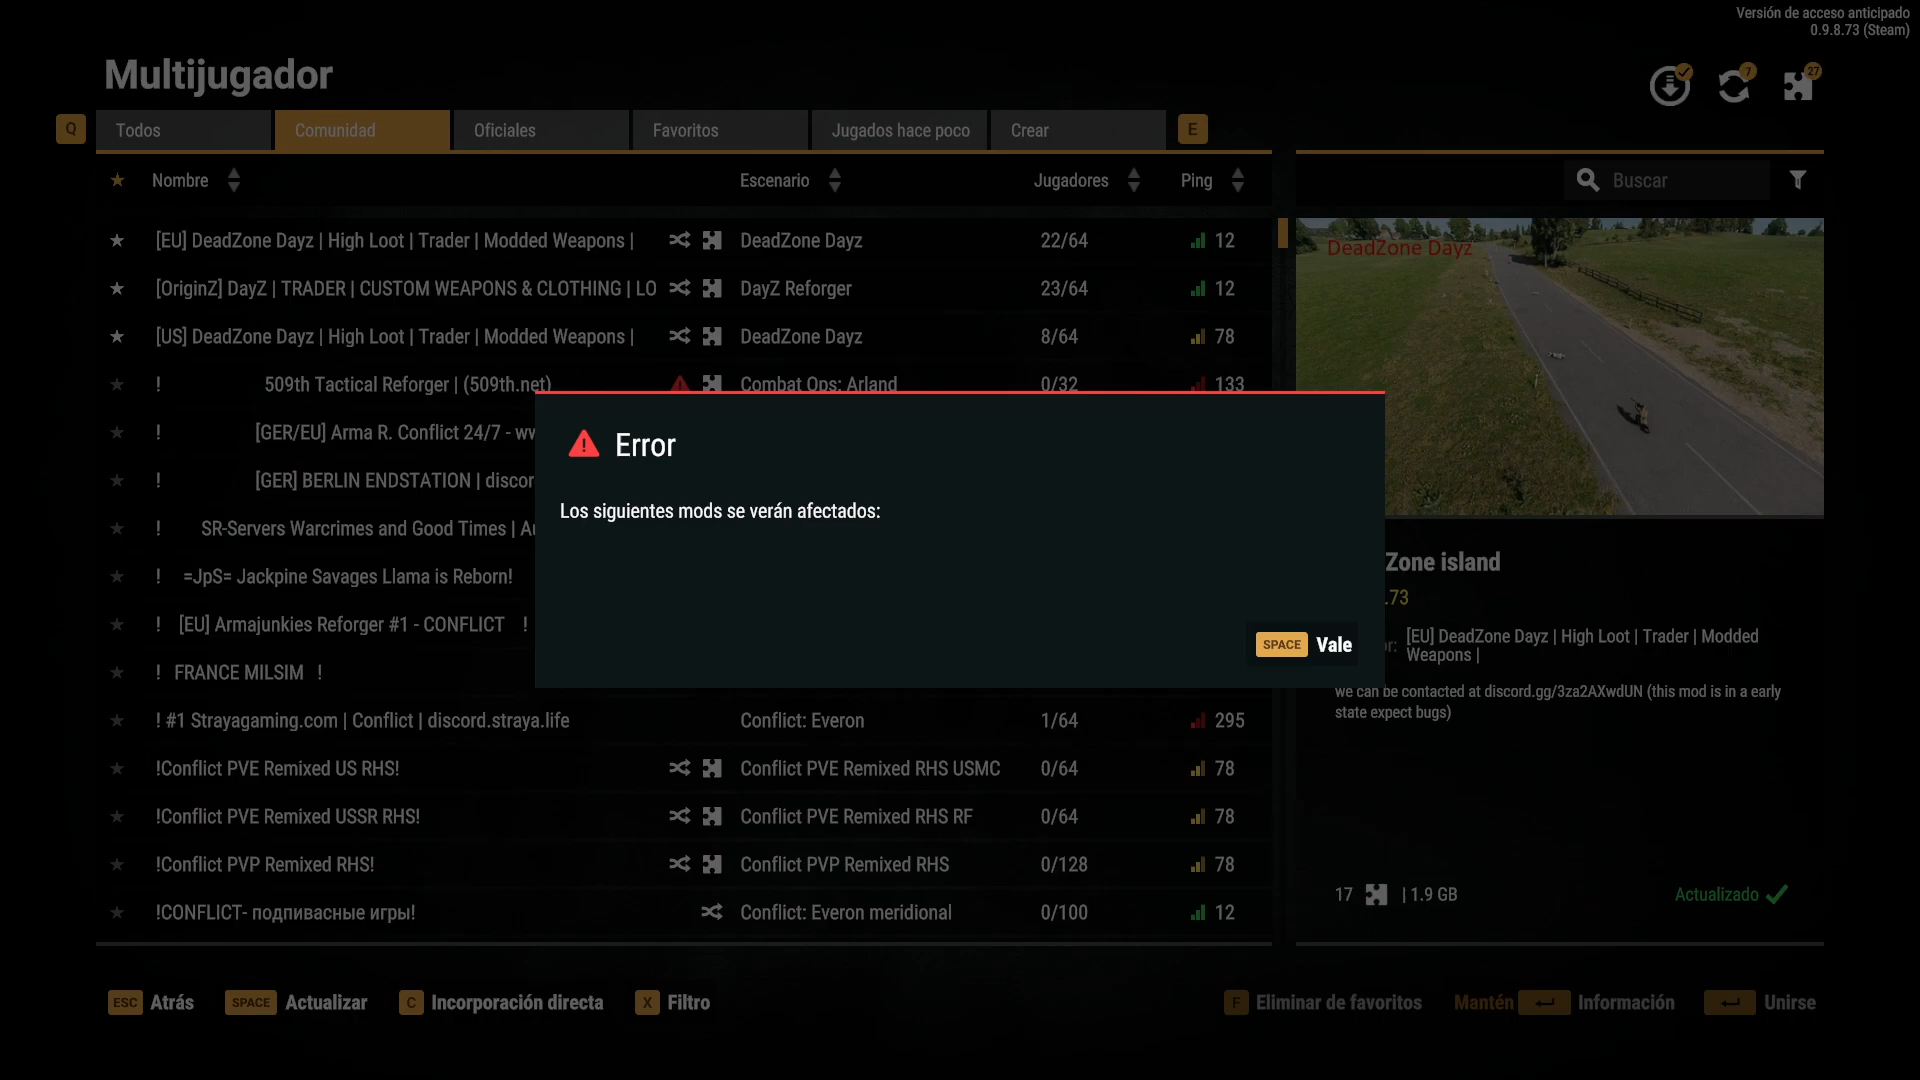 Versión de acceso anticipado
0.9.8.73 (Steam)
Multijugador
7
27
Q
Todos
Comunidad
Oficiales
Favoritos
Jugados hace poco
Crear
E
Nombre
Escenario
Jugadores
Ping
Buscar
[EU] DeadZone Dayz | High Loot | Trader | Modded Weapons |
DeadZone Dayz
22/64
12
[OriginZ] DayZ | TRADER | CUSTOM WEAPONS & CLOTHING | LO
DayZ Reforger
23/64
12
[US] DeadZone Dayz | High Loot | Trader | Modded Weapons |
DeadZone Dayz
8/64
78
! 509th Tactical Reforger | (509th.net)
Combat Ops: Arland
0/32
133
! [GER/EU] Arma R. Conflict 24/7 -
! [GER] BERLIN ENDSTATION |
! SR-Servers Warcrimes and Good Times |
! =JpS= Jackpine Savages Llama is Reborn!
! [EU] Armajunkies Reforger #1 - CONFLICT !
! FRANCE MILSIM !
! #1 Strayagaming.com | Conflict | discord.straya.life
Conflict: Everon
1/64
295
!Conflict PVE Remixed US RHS!
Conflict PVE Remixed RHS USMC
0/64
78
!Conflict PVE Remixed USSR RHS!
Conflict PVE Remixed RHS RF
0/64
78
!Conflict PVP Remixed RHS!
Conflict PVP Remixed RHS
0/128
78
!CONFLICT- подпивасные игры!
Conflict: Everon meridional
0/100
12
Error
Los siguientes mods se verán afectados:
SPACE Vale
DeadZone Dayz
Zone island
.73
[EU] DeadZone Dayz | High Loot | Trader | Modded
Weapons |
we can be contacted at discord.gg/3za2AXwdUN (this mod is in a early
state expect bugs)
17 | 1.9 GB
Actualizado
ESC Atrás
SPACE Actualizar
C Incorporación directa
X Filtro
F Eliminar de favoritos
Mantén Información
Unirse